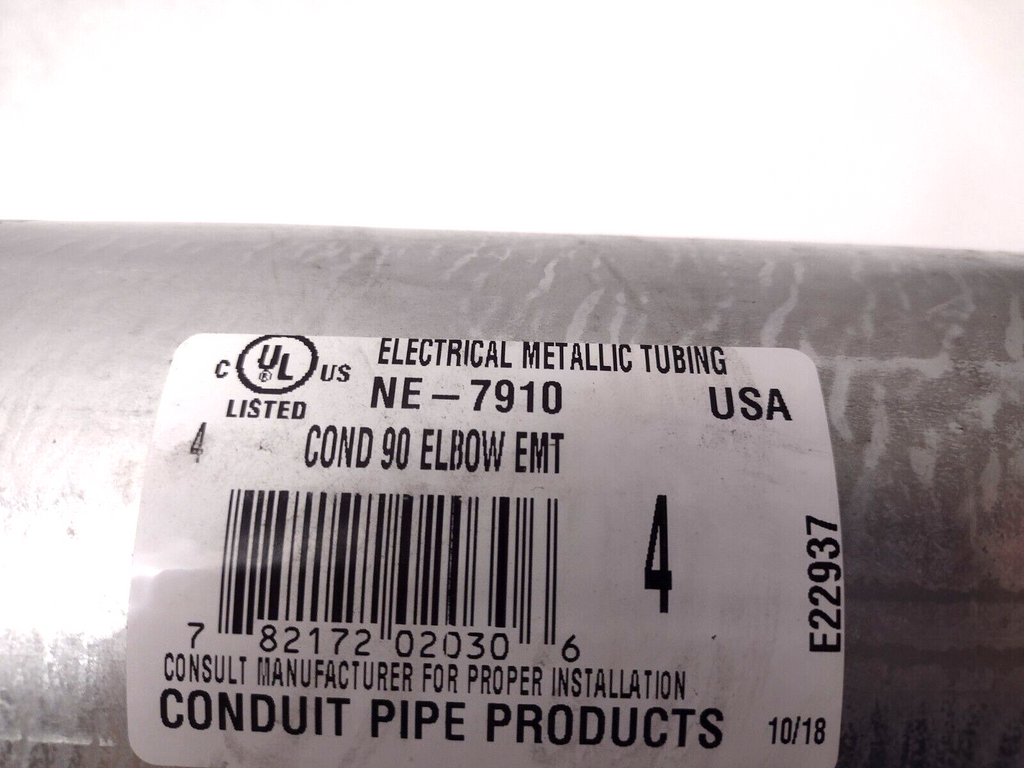 C UL® US
LISTED
ELECTRICAL METALLIC TUBING
NE-7910
USA
4
COND 90 ELBOW EMT
4
7 82172 02030 6
E22937
CONSULT MANUFACTURER FOR PROPER INSTALLATION
CONDUIT PIPE PRODUCTS
10/18